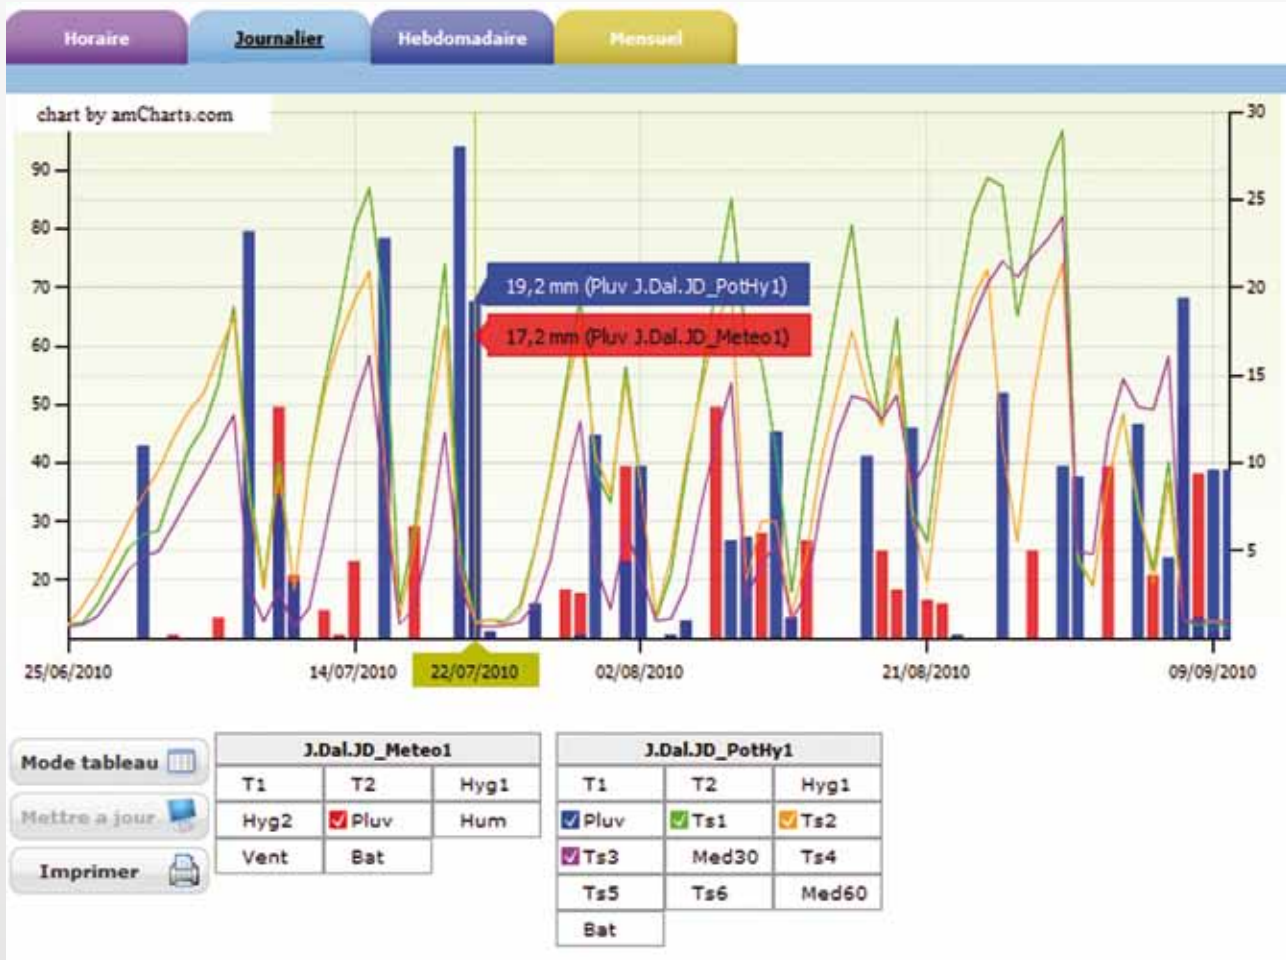 Horaire Journalier Hebdomadaire Mensuel
chart by amCharts.com
30
90
25
80
70
20
19,2 mm (Pluv J.Dal.JD_PotHy1)
17,2 mm (Pluv J.Dal.JD_Meteo1)
60
15
50
40
10
30
5
20
25/06/2010 14/07/2010 22/07/2010 02/08/2010 21/08/2010 09/09/2010
Mode tableau
Mettre a jour
Imprimer
J.Dal.JD_Meteo1
T1 T2 Hyg1
Hyg2 Pluv Hum
Vent Bat
J.Dal.JD_PotHy1
T1 T2 Hyg1
Pluv Ts1 Ts2
Ts3 Med30 Ts4
Ts5 Ts6 Med60
Bat